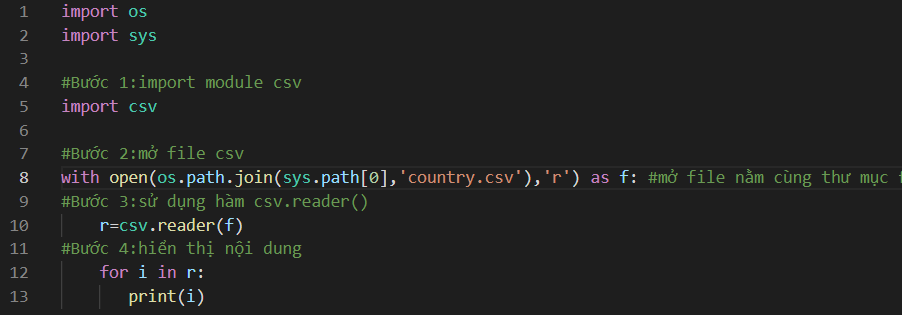 1 import os
2 import sys
3
4 #Bước 1:import module csv
5 import csv
6
7 #Bước 2:mở file csv
8 with open(os.path.join(sys.path[0],'country.csv'),'r') as f: #mở file nằm cùng thư mục
9 #Bước 3:sử dụng hàm csv.reader()
10 r=csv.reader(f)
11 #Bước 4:hiển thị nội dung
12 for i in r:
13 print(i)